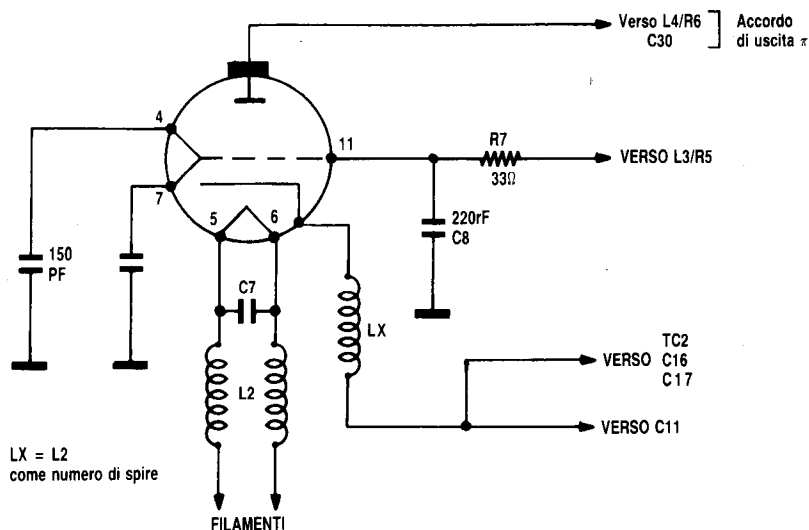 Verso L4/R6
C30
Accordo
di uscita π
4
11
R7
33Ω
VERSO L3/R5
7
5
6
150
PF
220rF
C8
C7
LX
L2
TC2
VERSO C16
C17
VERSO C11
LX = L2
come numero di spire
FILAMENTI